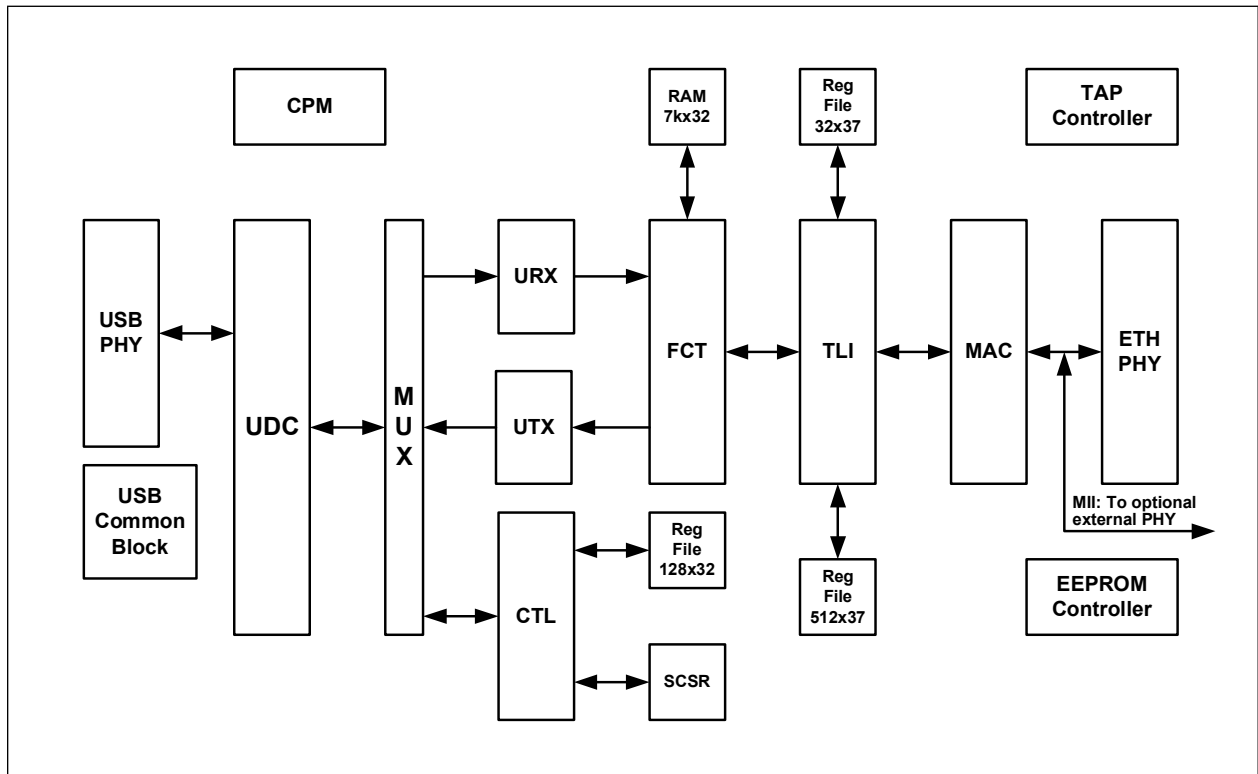 CPM
RAM
7kx32
Reg
File
32x37
TAP
Controller
USB
PHY
UDC
M
U
X
URX
UTX
FCT
TLI
MAC
ETH
PHY
MII: To optional
external PHY
USB
Common
Block
CTL
Reg
File
128x32
SCSR
Reg
File
512x37
EEPROM
Controller